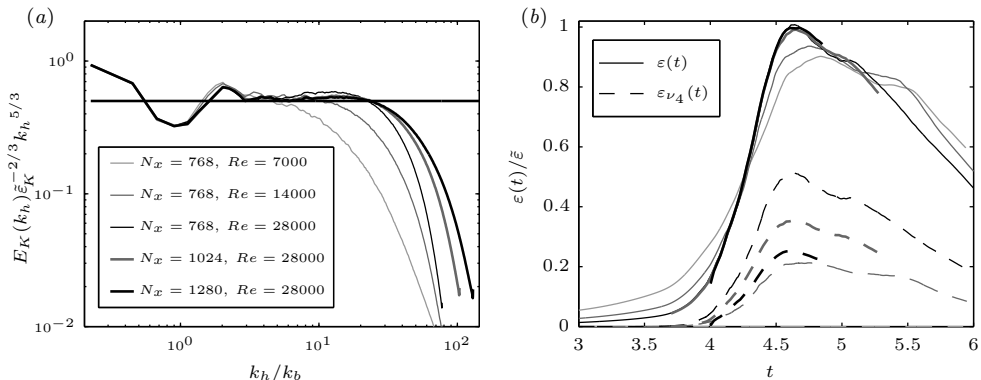 (a)
(b)
10^0
10^{-1}
10^{-2}
E_K(k_h)ε̃_K^{-2/3}k_h^{5/3}
N_x = 768, Re = 7000
N_x = 768, Re = 14000
N_x = 768, Re = 28000
N_x = 1024, Re = 28000
N_x = 1280, Re = 28000
10^0 10^1 10^2
k_h/k_b
1
0.8
0.6
0.4
0.2
0
ε(t)/ε̃
ε(t)
ε_{ν_4}(t)
3 3.5 4 4.5 5 5.5 6
t